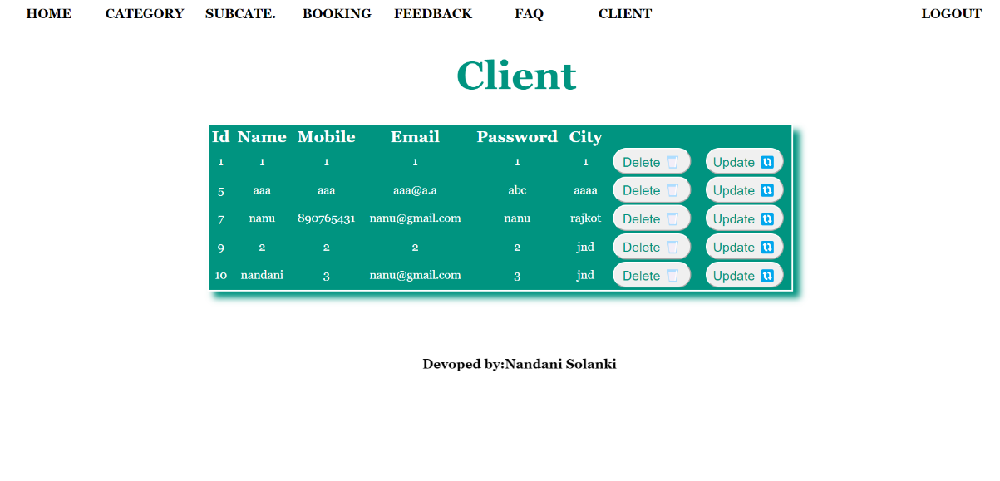 HOME CATEGORY SUBCATE. BOOKING FEEDBACK FAQ CLIENT LOGOUT
Client
Id Name Mobile Email Password City
1 1 1 1 1 1 Delete Update
5 aaa aaa aaa@a.a abc aaaa Delete Update
7 nanu 890765431 nanu@gmail.com nanu rajkot Delete Update
9 2 2 2 2 jnd Delete Update
10 nandani 3 nanu@gmail.com 3 jnd Delete Update
Devoped by:Nandani Solanki